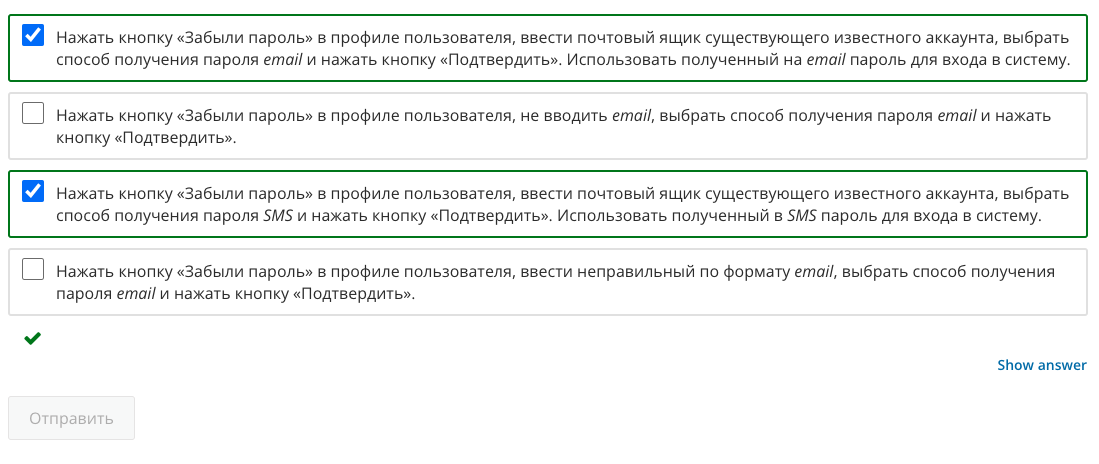 Нажать кнопку «Забыли пароль» в профиле пользователя, ввести почтовый ящик существующего известного аккаунта, выбрать
способ получения пароля email и нажать кнопку «Подтвердить». Использовать полученный на email пароль для входа в систему.
Нажать кнопку «Забыли пароль» в профиле пользователя, не вводить email, выбрать способ получения пароля email и нажать
кнопку «Подтвердить».
Нажать кнопку «Забыли пароль» в профиле пользователя, ввести почтовый ящик существующего известного аккаунта, выбрать
способ получения пароля SMS и нажать кнопку «Подтвердить». Использовать полученный в SMS пароль для входа в систему.
Нажать кнопку «Забыли пароль» в профиле пользователя, ввести неправильный по формату email, выбрать способ получения
пароля email и нажать кнопку «Подтвердить».
Show answer
Отправить